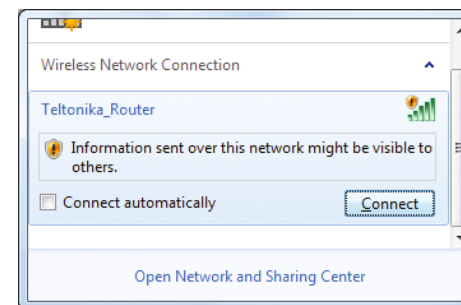 Wireless Network Connection
Teltonika_Router
Information sent over this network might be visible to
others.
Connect automatically
Connect
Open Network and Sharing Center